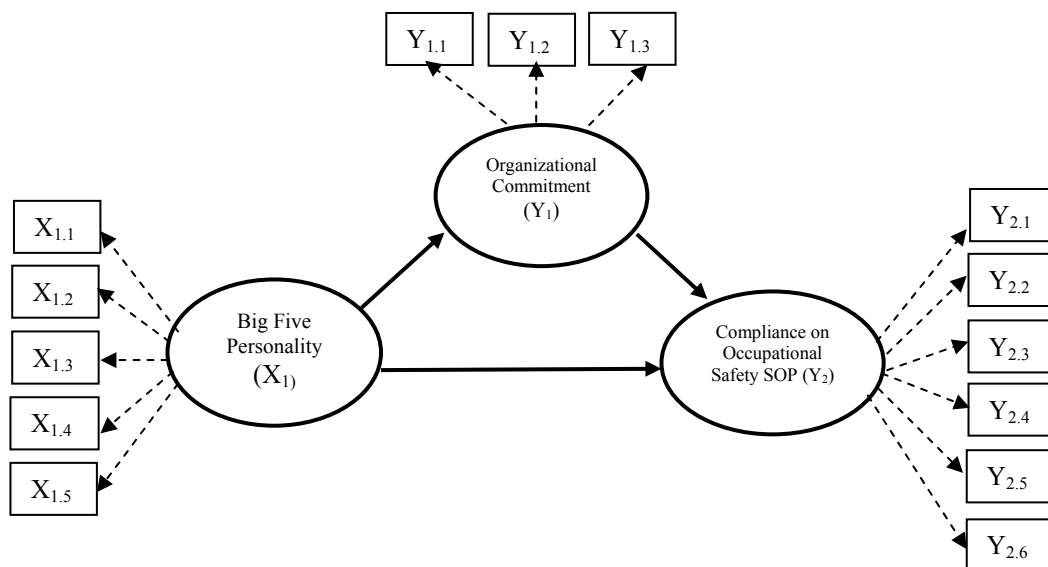 Y1.1
Y1.2
Y1.3
Organizational
Commitment
(Y1)
X1.1
X1.2
X1.3
X1.4
X1.5
Big Five
Personality
(X1)
Compliance on
Occupational
Safety SOP (Y2)
Y2.1
Y2.2
Y2.3
Y2.4
Y2.5
Y2.6